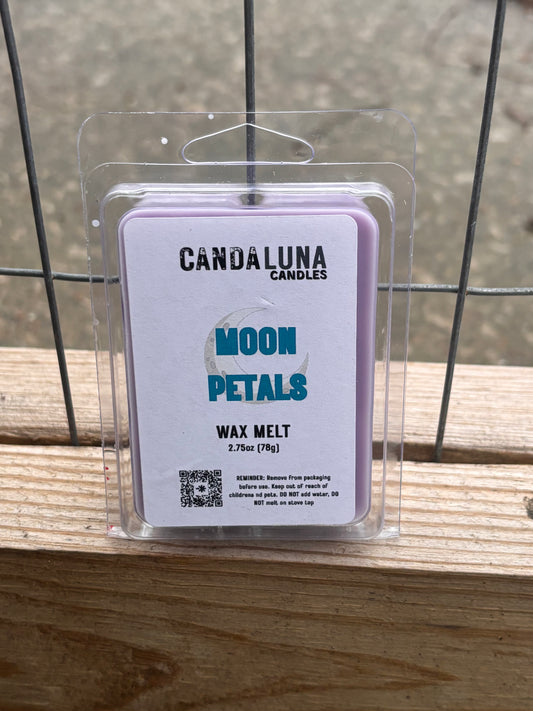 CANDALUNA
CANDLES
MOON
PETALS
WAX MELT
2.75oz (78g)
REMINDER: Remove from packaging
before use. Keep out of reach of
childrens nd pets. DO NOT add water, DO
NOT melt on stove top